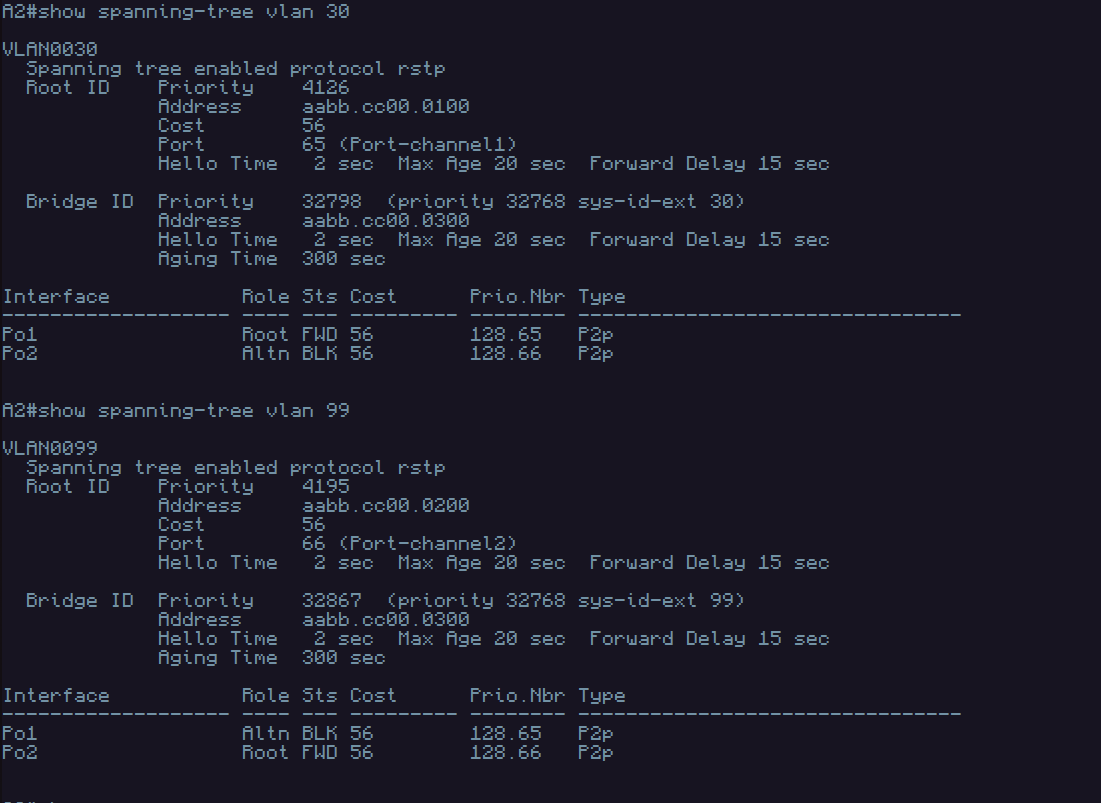 A2#show spanning-tree vlan 30
VLAN0030
  Spanning tree enabled protocol rstp
  Root ID    Priority    4126
             Address     aabb.cc00.0100
             Cost        56
             Port        65 (Port-channel1)
             Hello Time   2 sec  Max Age 20 sec  Forward Delay 15 sec
  Bridge ID  Priority    32798  (priority 32768 sys-id-ext 30)
             Address     aabb.cc00.0300
             Hello Time   2 sec  Max Age 20 sec  Forward Delay 15 sec
             Aging Time  300 sec
Interface           Role Sts Cost      Prio.Nbr Type
------------------- ---- --- --------- -------- --------------------------------
Po1                 Root FWD 56        128.65   P2p
Po2                 Altn BLK 56        128.66   P2p
A2#show spanning-tree vlan 99
VLAN0099
  Spanning tree enabled protocol rstp
  Root ID    Priority    4195
             Address     aabb.cc00.0200
             Cost        56
             Port        66 (Port-channel2)
             Hello Time   2 sec  Max Age 20 sec  Forward Delay 15 sec
  Bridge ID  Priority    32867  (priority 32768 sys-id-ext 99)
             Address     aabb.cc00.0300
             Hello Time   2 sec  Max Age 20 sec  Forward Delay 15 sec
             Aging Time  300 sec
Interface           Role Sts Cost      Prio.Nbr Type
------------------- ---- --- --------- -------- --------------------------------
Po1                 Altn BLK 56        128.65   P2p
Po2                 Root FWD 56        128.66   P2p